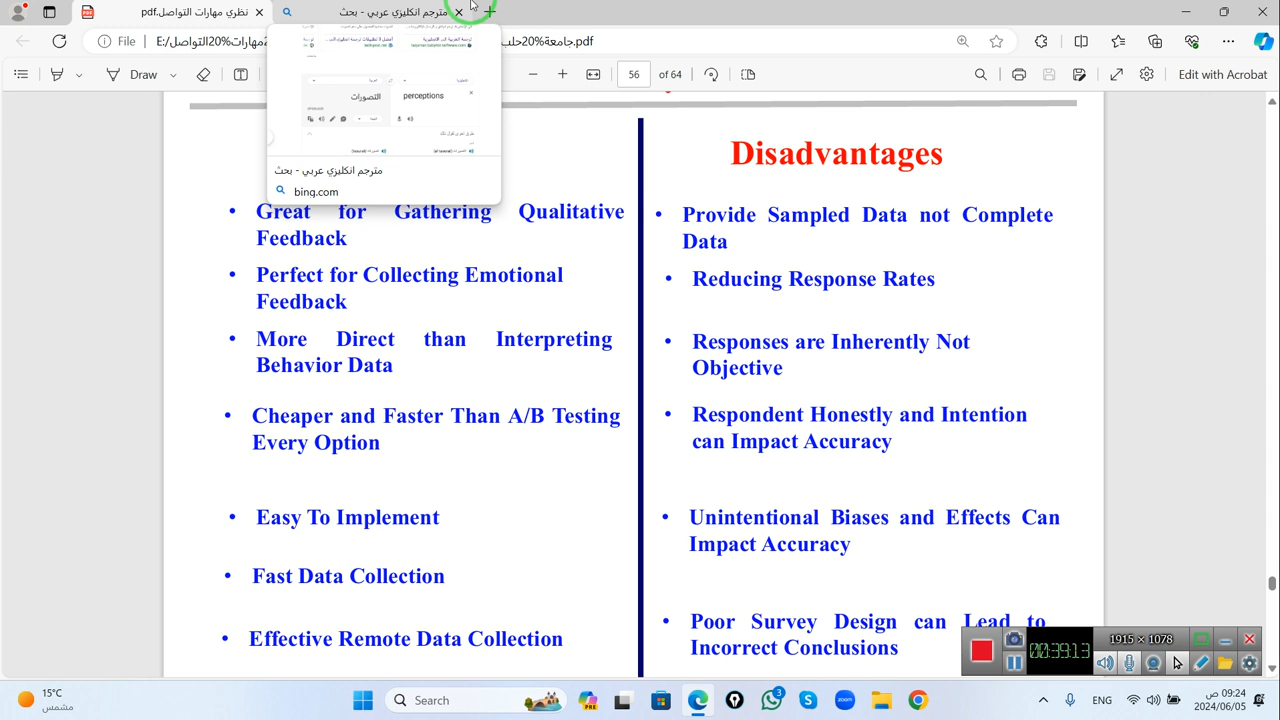 نظري مهارات التواصل.pdf
مترجم انكليزي عربي - بحث
File
E:/جامعة%20حلب
مهارات%20التواصل.pdf
Draw
56
of 64
Edit with Acrobat
التصورات
perceptions
مترجم انكليزي عربي - بحث
bing.com
Disadvantages
• Great for Gathering Qualitative
Feedback
• Perfect for Collecting Emotional
Feedback
• More Direct than Interpreting
Behavior Data
• Cheaper and Faster Than A/B Testing
Every Option
• Easy To Implement
• Fast Data Collection
• Effective Remote Data Collection
• Provide Sampled Data not Complete
Data
• Reducing Response Rates
• Responses are Inherently Not
Objective
• Respondent Honestly and Intention
can Impact Accuracy
• Unintentional Biases and Effects Can
Impact Accuracy
• Poor Survey Design can Lead to
Incorrect Conclusions
1915 × 1078
00:39:13
15°C
مشمس
Search
PRE
3
zoom
ENG
09:24 ص
2024/06/05